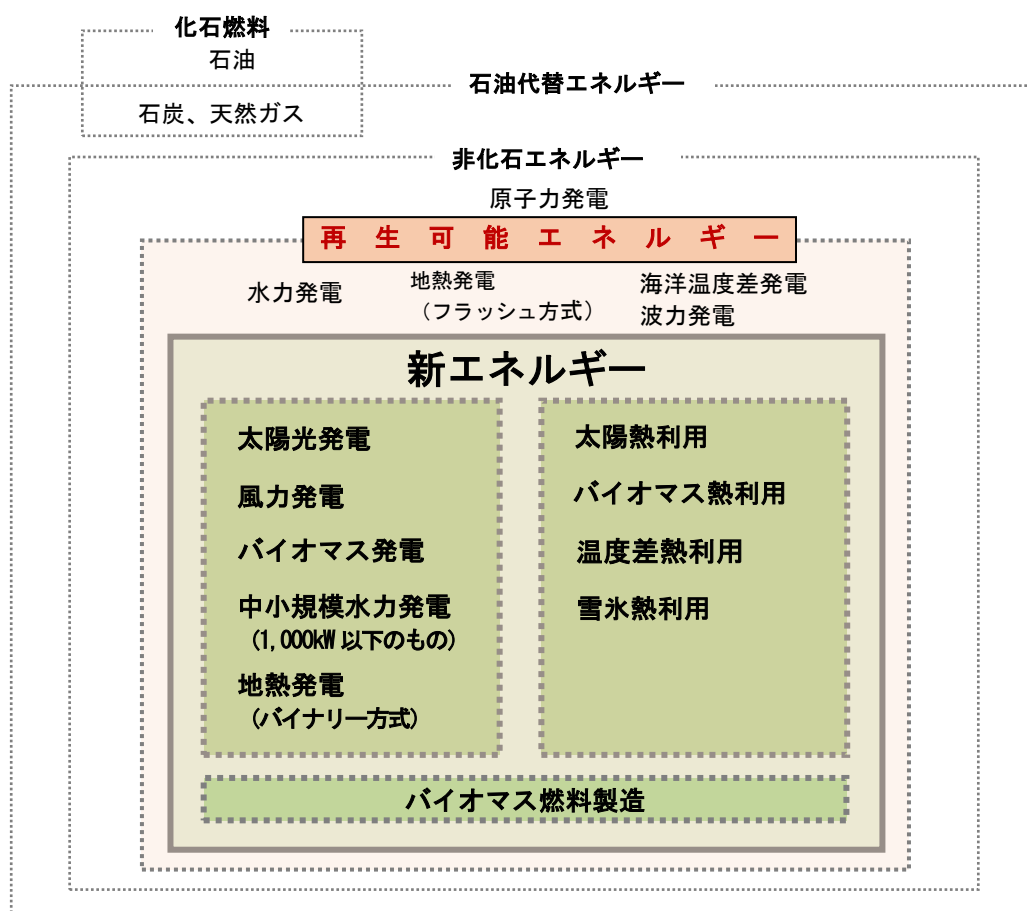 化石燃料
石油
石油代替エネルギー
石炭、天然ガス
非化石エネルギー
原子力発電
再生可能エネルギー
水力発電
地熱発電
（フラッシュ方式）
海洋温度差発電
波力発電
新エネルギー
太陽光発電
風力発電
バイオマス発電
中小規模水力発電
（1,000kW以下のもの）
地熱発電
（バイナリー方式）
太陽熱利用
バイオマス熱利用
温度差熱利用
雪氷熱利用
バイオマス燃料製造